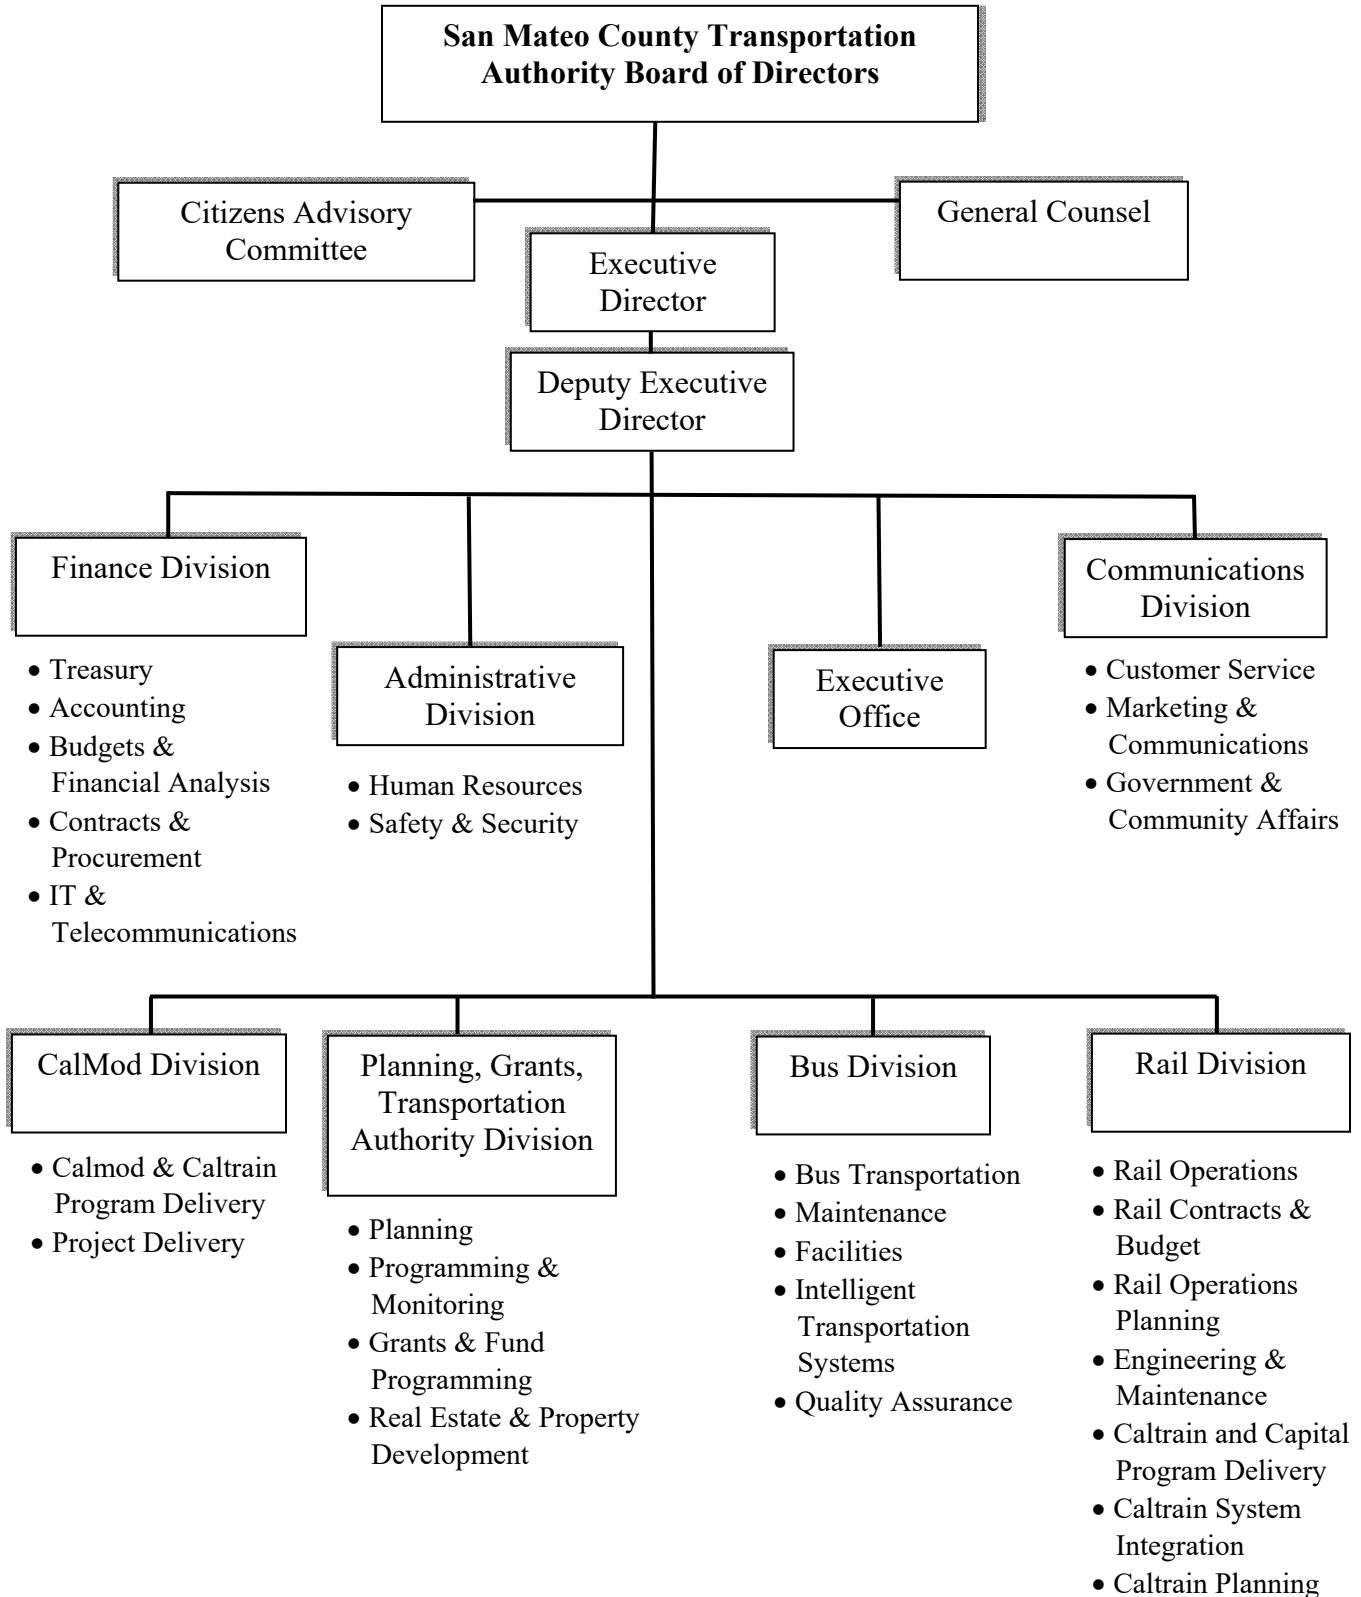 San Mateo County Transportation
Authority Board of Directors
Citizens Advisory
Committee
General Counsel
Executive
Director
Deputy Executive
Director
Finance Division
• Treasury
• Accounting
• Budgets &
Financial Analysis
• Contracts &
Procurement
• IT &
Telecommunications
Administrative
Division
• Human Resources
• Safety & Security
Executive
Office
Communications
Division
• Customer Service
• Marketing &
Communications
• Government &
Community Affairs
CalMod Division
• Calmod & Caltrain
Program Delivery
• Project Delivery
Planning, Grants,
Transportation
Authority Division
• Planning
• Programming &
Monitoring
• Grants & Fund
Programming
• Real Estate & Property
Development
Bus Division
• Bus Transportation
• Maintenance
• Facilities
• Intelligent
Transportation
Systems
• Quality Assurance
Rail Division
• Rail Operations
• Rail Contracts &
Budget
• Rail Operations
Planning
• Engineering &
Maintenance
• Caltrain and Capital
Program Delivery
• Caltrain System
Integration
• Caltrain Planning